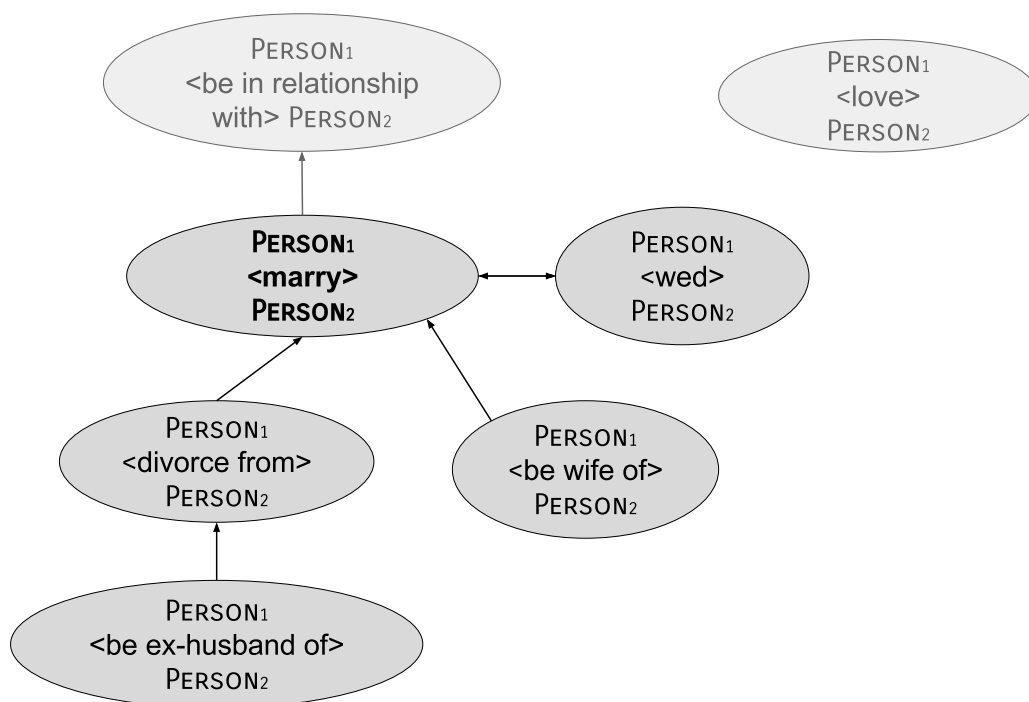 PERSON1
<be in relationship
with> PERSON2
PERSON1
<love>
PERSON2
PERSON1
<marry>
PERSON2
PERSON1
<wed>
PERSON2
PERSON1
<divorce from>
PERSON2
PERSON1
<be wife of>
PERSON2
PERSON1
<be ex-husband of>
PERSON2